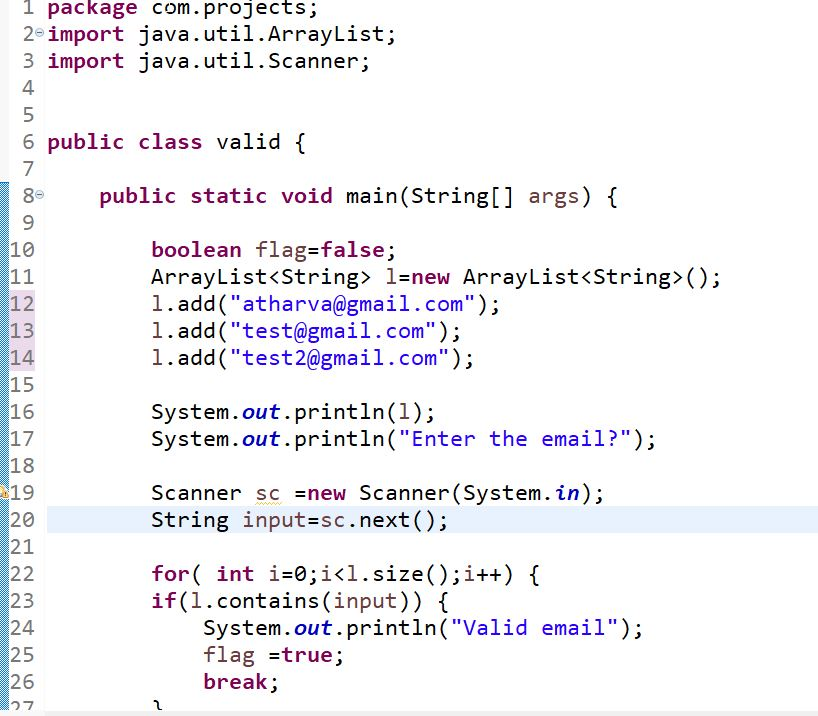 1 package com.projects;
2 import java.util.ArrayList;
3 import java.util.Scanner;
4
5
6 public class valid {
7
8 public static void main(String[] args) {
9
10 boolean flag=false;
11 ArrayList<String> l=new ArrayList<String>();
12 l.add("atharva@gmail.com");
13 l.add("test@gmail.com");
14 l.add("test2@gmail.com");
15
16 System.out.println(l);
17 System.out.println("Enter the email?");
18
19 Scanner sc =new Scanner(System.in);
20 String input=sc.next();
21
22 for( int i=0;i<l.size();i++) {
23 if(l.contains(input)) {
24 System.out.println("Valid email");
25 flag =true;
26 break;
27 }